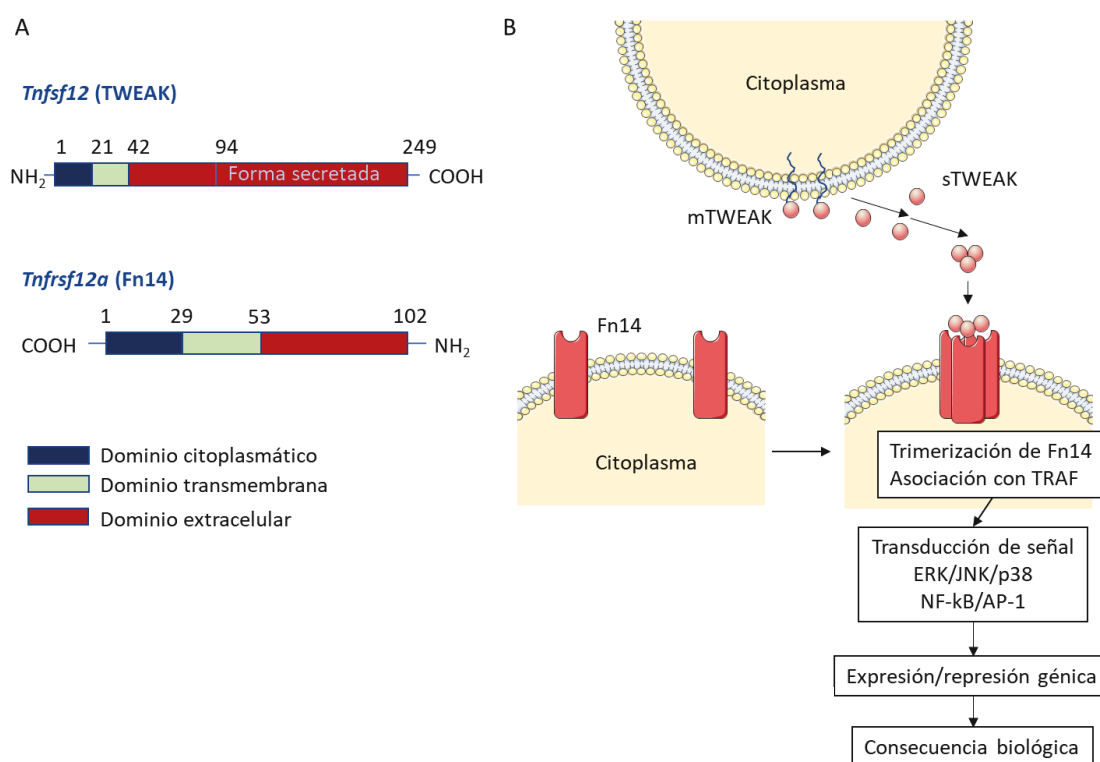 A
Tnfsf12 (TWEAK)
1 21 42 94 249
NH2 Forma secretada COOH
Tnfrsf12a (Fn14)
1 29 53 102
COOH NH2
Dominio citoplasmático
Dominio transmembrana
Dominio extracelular
B
Citoplasma
sTWEAK
mTWEAK
Fn14
Citoplasma
Trimerización de Fn14
Asociación con TRAF
Transducción de señal
ERK/JNK/p38
NF-kB/AP-1
Expresión/represión génica
Consecuencia biológica